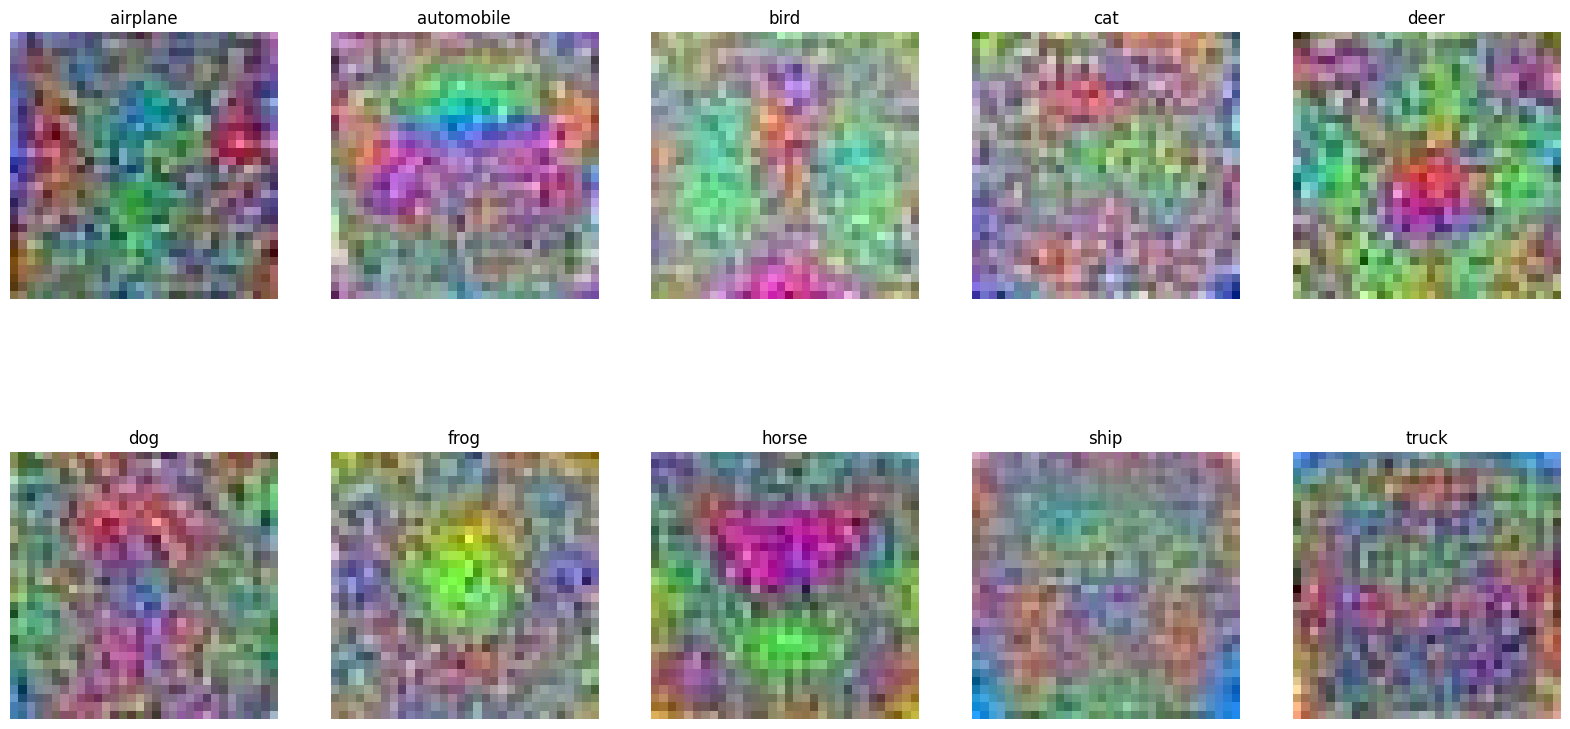 airplane automobile bird cat deer
dog frog horse ship truck